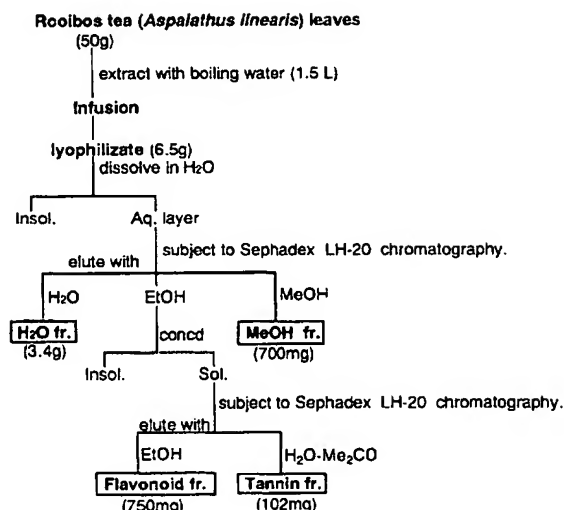 Rooibos tea (Aspalathus linearis) leaves
(50g)
extract with boiling water (1.5 L)
Infusion
lyophilizate (6.5g)
dissolve in H₂O
Insol. Aq. layer
subject to Sephadex LH-20 chromatography.
elute with
H₂O EtOH MeOH
H₂O fr. concd MeOH fr.
(3.4g) (700mg)
Insol. Sol.
subject to Sephadex LH-20 chromatography.
elute with
EtOH H₂O-Me₂CO
Flavonoid fr. Tannin fr.
(750mg) (102mg)